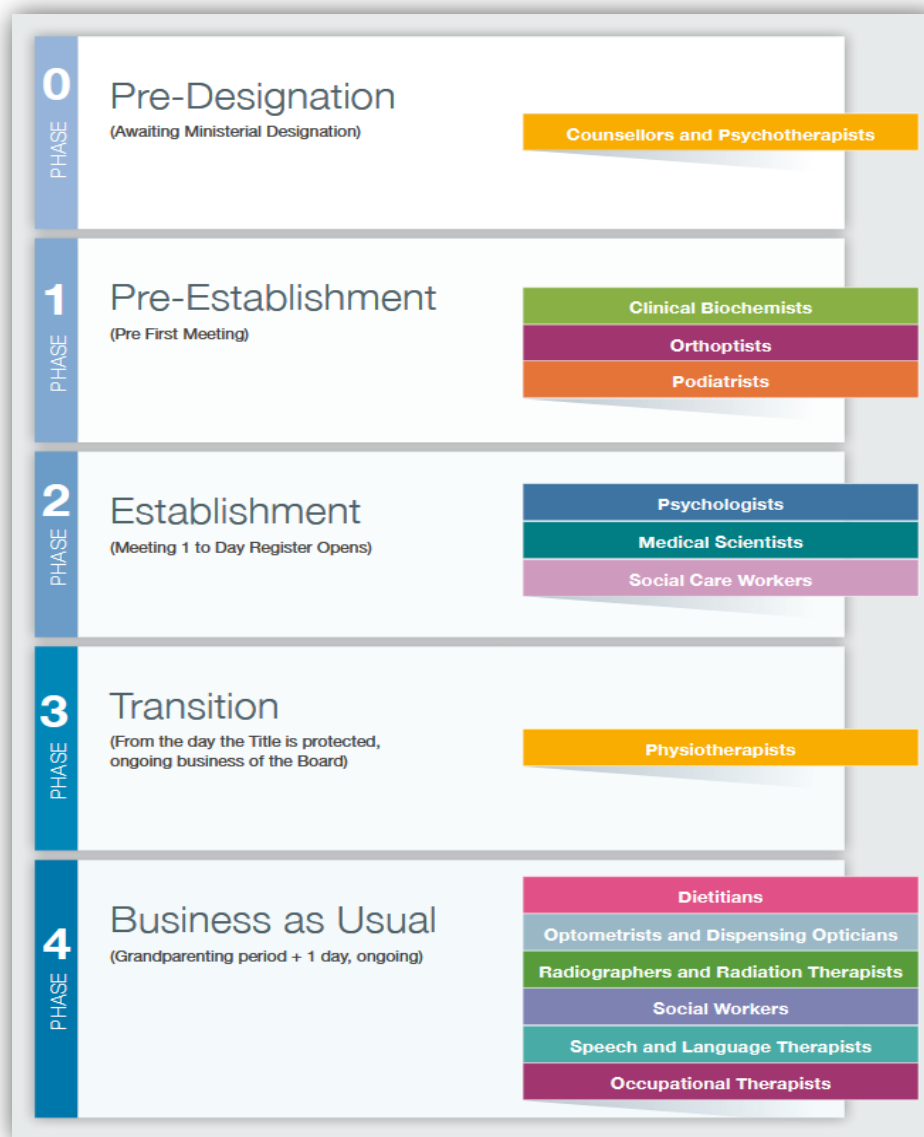 0
PHASE
Pre-Designation
(Awaiting Ministerial Designation)
Counsellors and Psychotherapists
1
PHASE
Pre-Establishment
(Pre First Meeting)
Clinical Biochemists
Orthoptists
Podiatrists
2
PHASE
Establishment
(Meeting 1 to Day Register Opens)
Psychologists
Medical Scientists
Social Care Workers
3
PHASE
Transition
(From the day the Title is protected,
ongoing business of the Board)
Physiotherapists
4
PHASE
Business as Usual
(Grandparenting period + 1 day, ongoing)
Dietitians
Optometrists and Dispensing Opticians
Radiographers and Radiation Therapists
Social Workers
Speech and Language Therapists
Occupational Therapists